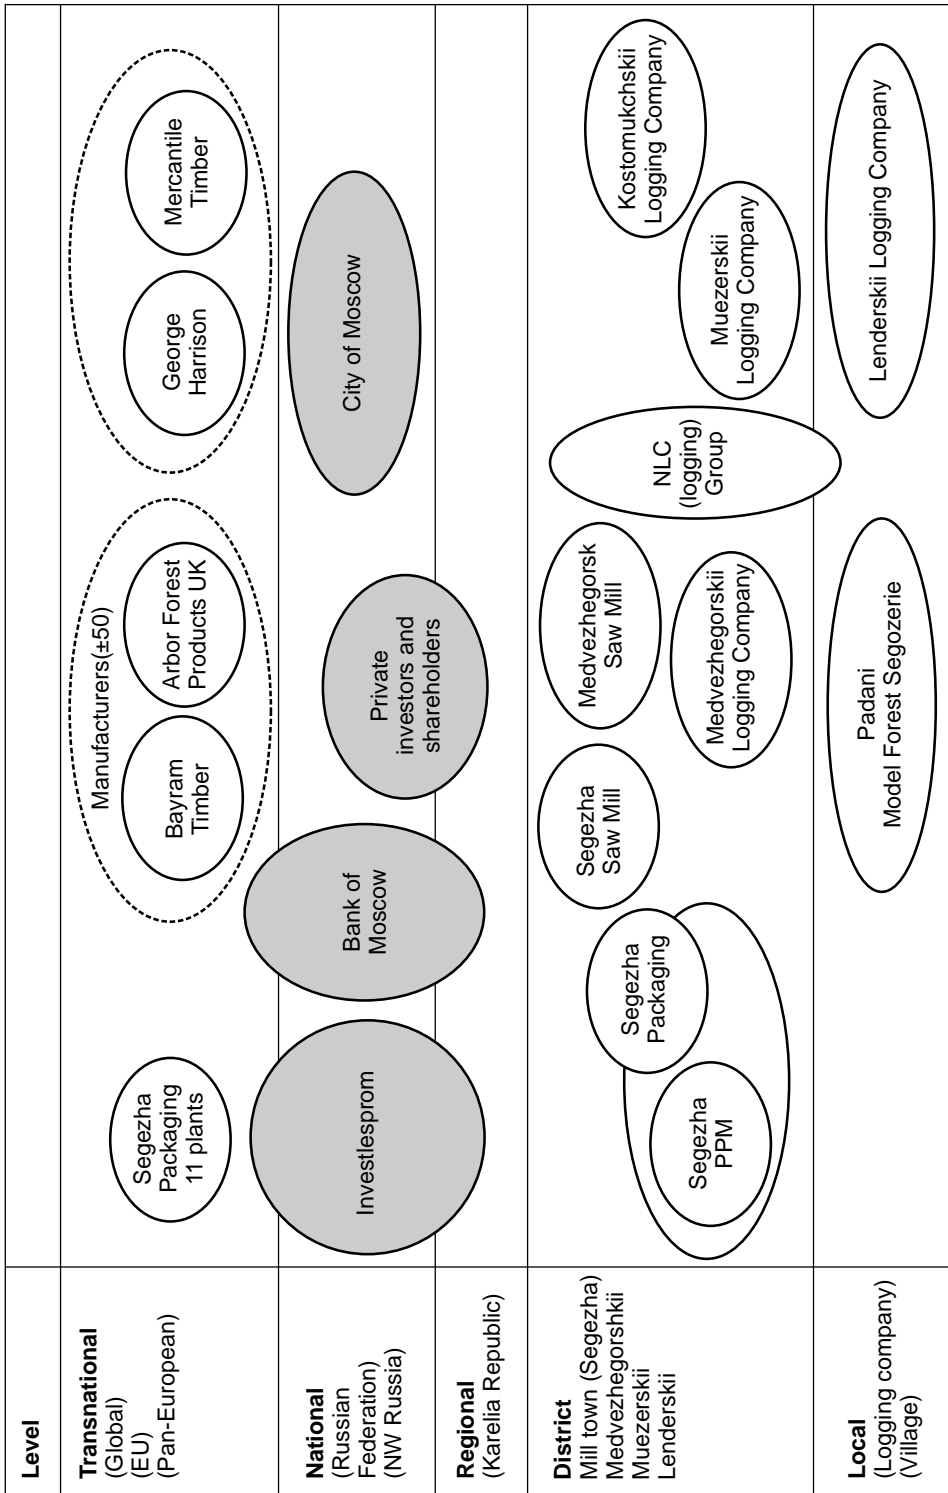 Level
Transnational
(Global)
(EU)
(Pan-European)
Segezha
Packaging
11 plants
Manufacturers(±50)
Bayram
Timber
Arbor Forest
Products UK
George
Harrison
Mercantile
Timber
National
(Russian
Federation)
(NW Russia)
Investlesprom
Bank of
Moscow
Private
investors and
shareholders
City of Moscow
Regional
(Karelia Republic)
District
Mill town (Segezha)
Medvezhegorshkii
Muezerskii
Lenderskii
Segezha
PPM
Segezha
Packaging
Segezha
Saw Mill
Medvezhegorsk
Saw Mill
Medvezhegorskii
Logging Company
NLC
(logging)
Group
Muezerskii
Logging Company
Kostomukchskii
Logging Company
Local
(Logging company)
(Village)
Padani
Model Forest Segozerie
Lenderskii Logging Company